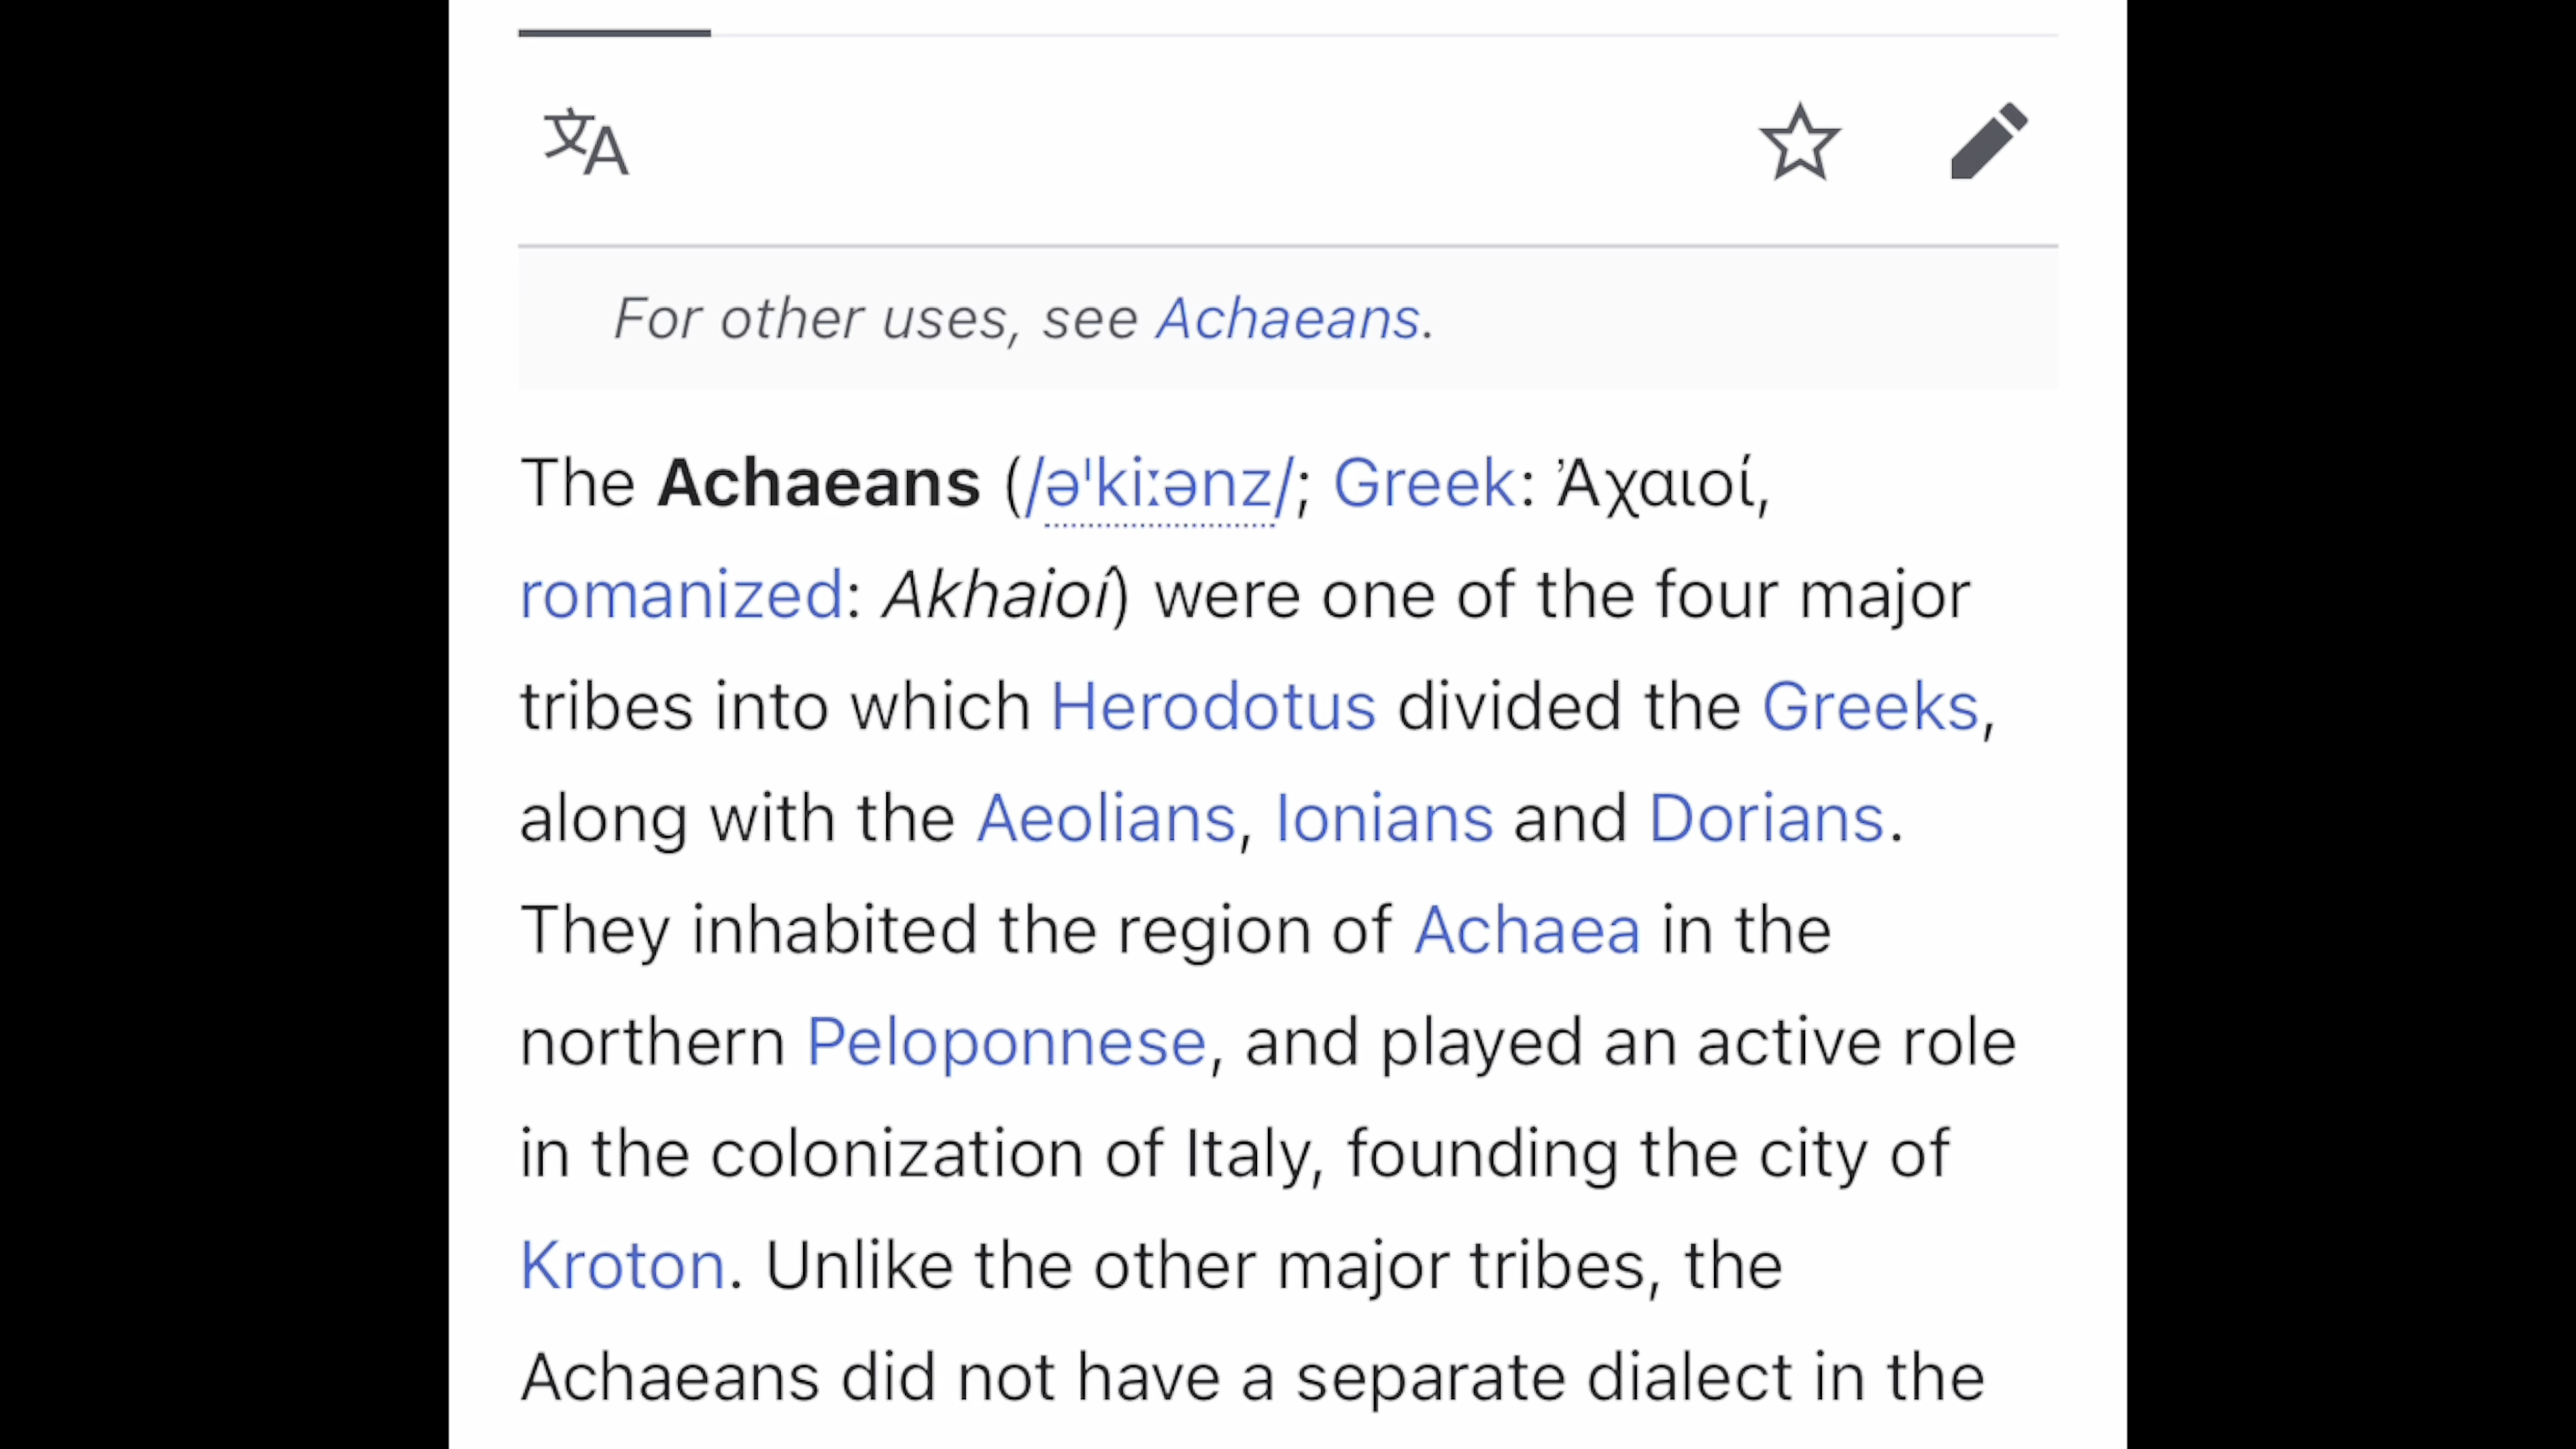 For other uses, see Achaeans.
The Achaeans (/əˈkiːənz/; Greek: Ἀχαιοί,
romanized: Akhaioí) were one of the four major
tribes into which Herodotus divided the Greeks,
along with the Aeolians, Ionians and Dorians.
They inhabited the region of Achaea in the
northern Peloponnese, and played an active role
in the colonization of Italy, founding the city of
Kroton. Unlike the other major tribes, the
Achaeans did not have a separate dialect in the